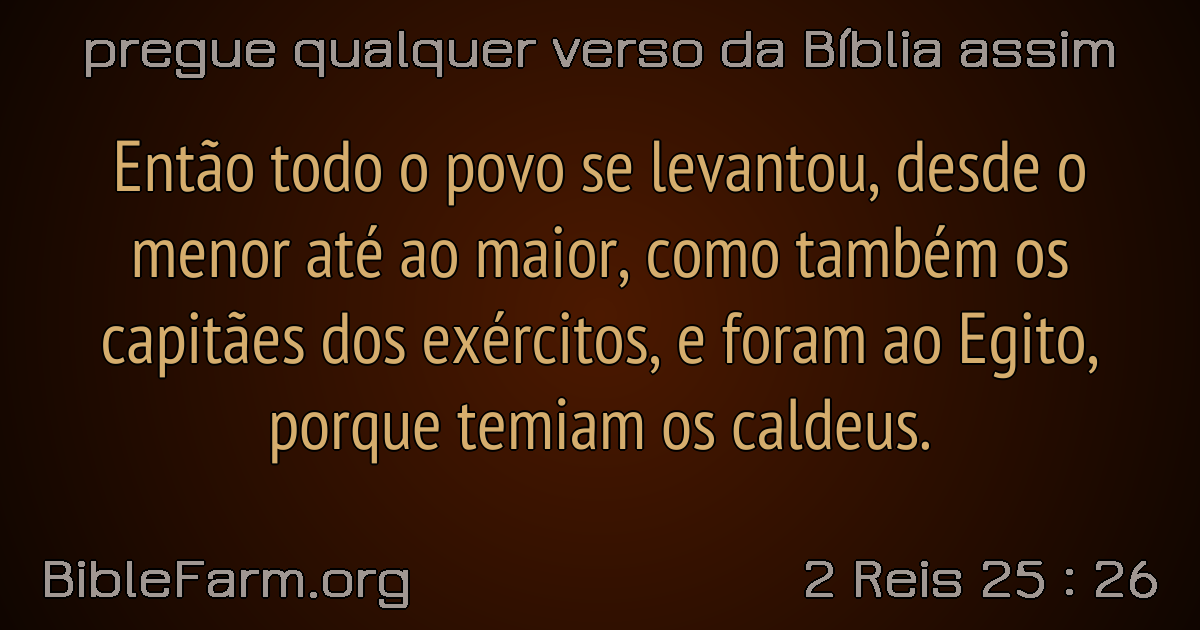 pregue qualquer verso da Bíblia assim
Então todo o povo se levantou, desde o
menor até ao maior, como também os
capitães dos exércitos, e foram ao Egito,
porque temiam os caldeus.
BibleFarm.org
2 Reis 25 : 26